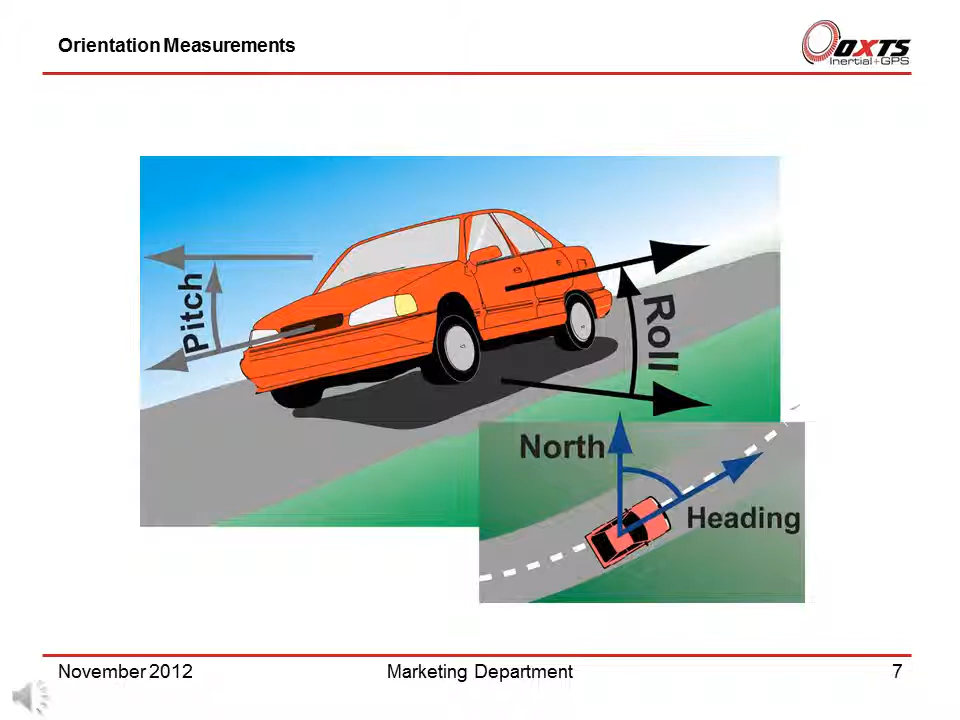 Orientation Measurements
OXTS
Inertial+GPS
Pitch
Roll
North
Heading
November 2012
Marketing Department
7